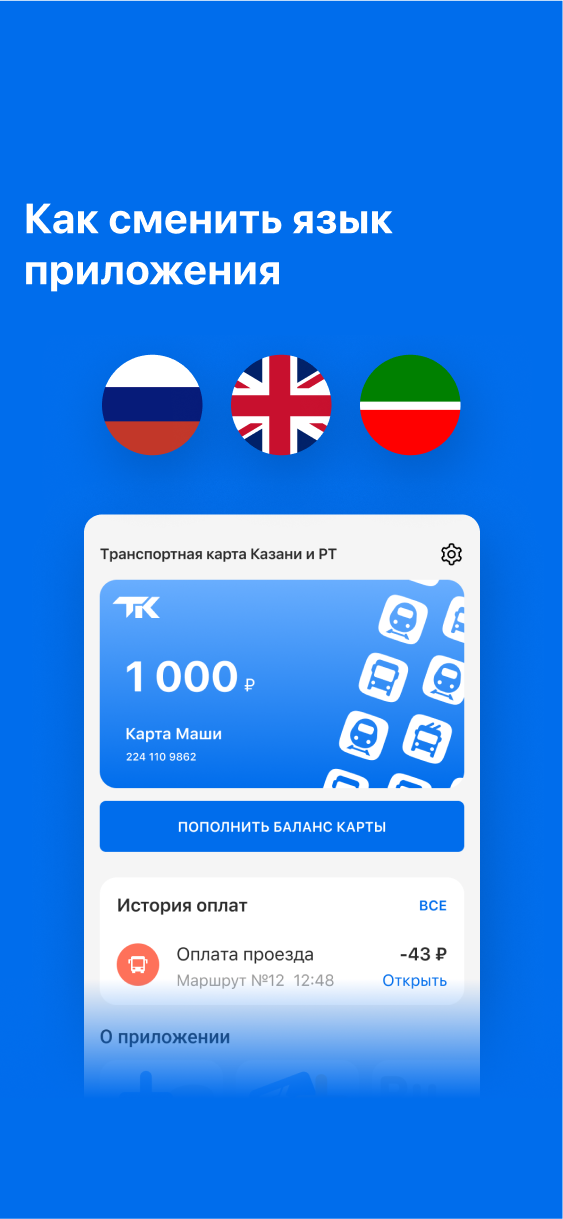 Как сменить язык
приложения
Транспортная карта Казани и РТ
ТК
1 000 ₽
Карта Маши
224 110 9862
ПОПОЛНИТЬ БАЛАНС КАРТЫ
История оплат ВСЕ
Оплата проезда -43 ₽
Маршрут №12 12:48 Открыть
О приложении